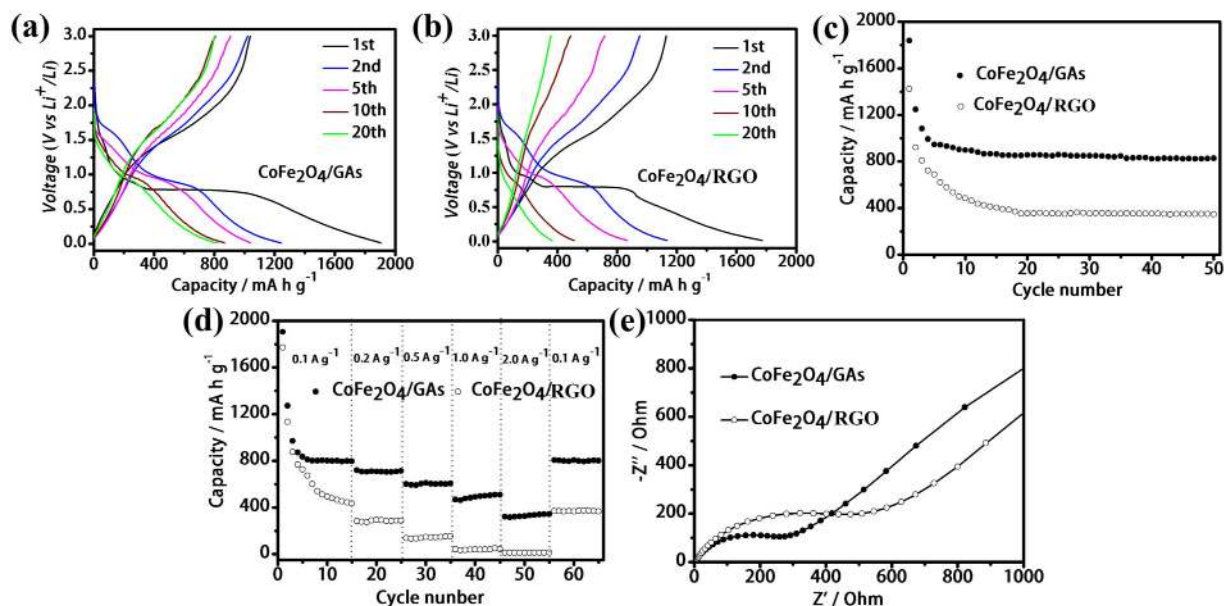 (a)
3.0
2.5
2.0
1.5
1.0
0.5
0.0
Voltage (V vs Li⁺/Li)
1st
2nd
5th
10th
20th
CoFe₂O₄/GAs
0 400 800 1200 1600 2000
Capacity / mA h g⁻¹
(b)
3.0
2.5
2.0
1.5
1.0
0.5
0.0
Voltage (V vs Li⁺/Li)
1st
2nd
5th
10th
20th
CoFe₂O₄/RGO
0 400 800 1200 1600 2000
Capacity / mA h g⁻¹
(c)
2000
1600
1200
800
400
0
Capacity / mA h g⁻¹
CoFe₂O₄/GAs
CoFe₂O₄/RGO
0 10 20 30 40 50
Cycle number
(d)
2000
1600
1200
800
400
0
Capacity / mA h g⁻¹
0.1 A g⁻¹ 0.2 A g⁻¹ 0.5 A g⁻¹ 1.0 A g⁻¹ 2.0 A g⁻¹ 0.1 A g⁻¹
CoFe₂O₄/GAs CoFe₂O₄/RGO
0 10 20 30 40 50 60
Cycle number
(e)
1000
800
600
400
200
0
-Z'' / Ohm
CoFe₂O₄/GAs
CoFe₂O₄/RGO
0 200 400 600 800 1000
Z' / Ohm